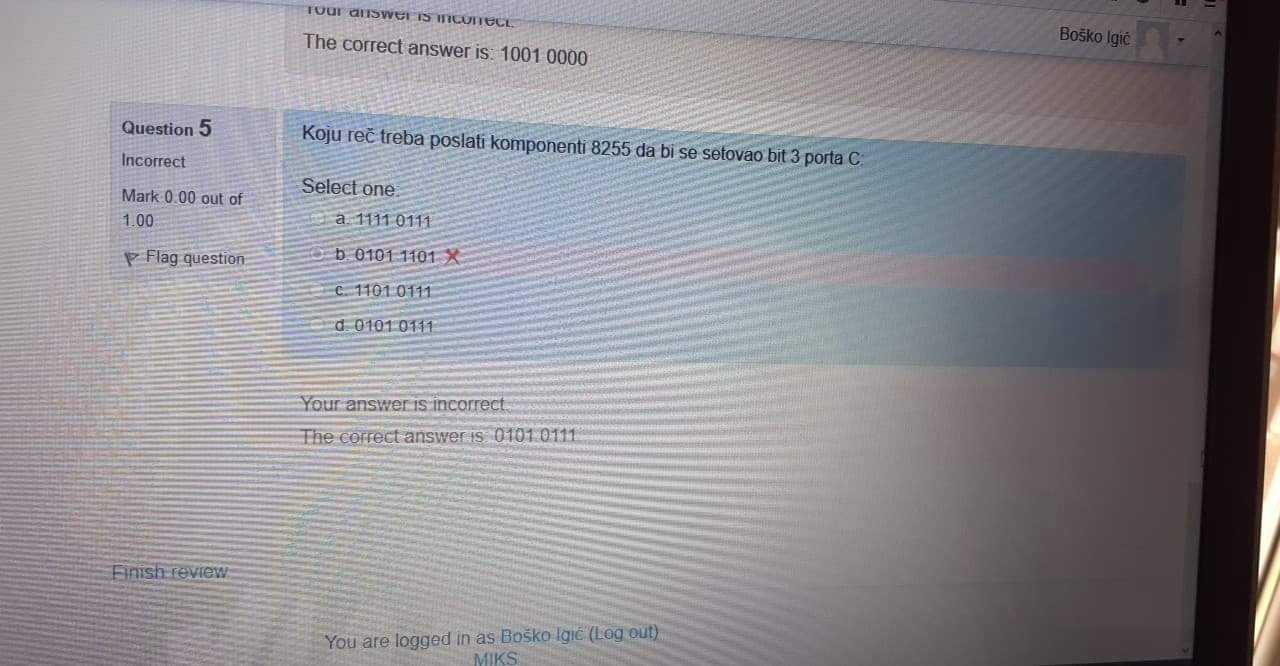 Your answer is incorrect.
The correct answer is: 1001 0000
Boško Igić
Question 5
Incorrect
Mark 0.00 out of
1.00
Flag question
Koju reč treba poslati komponenti 8255 da bi se setovao bit 3 porta C:
Select one:
a. 1111 0111
b. 0101 1101
c. 1101 0111
d. 0101 0111
Your answer is incorrect.
The correct answer is: 0101 0111
Finish review
You are logged in as Boško Igić (Log out)
MIKS